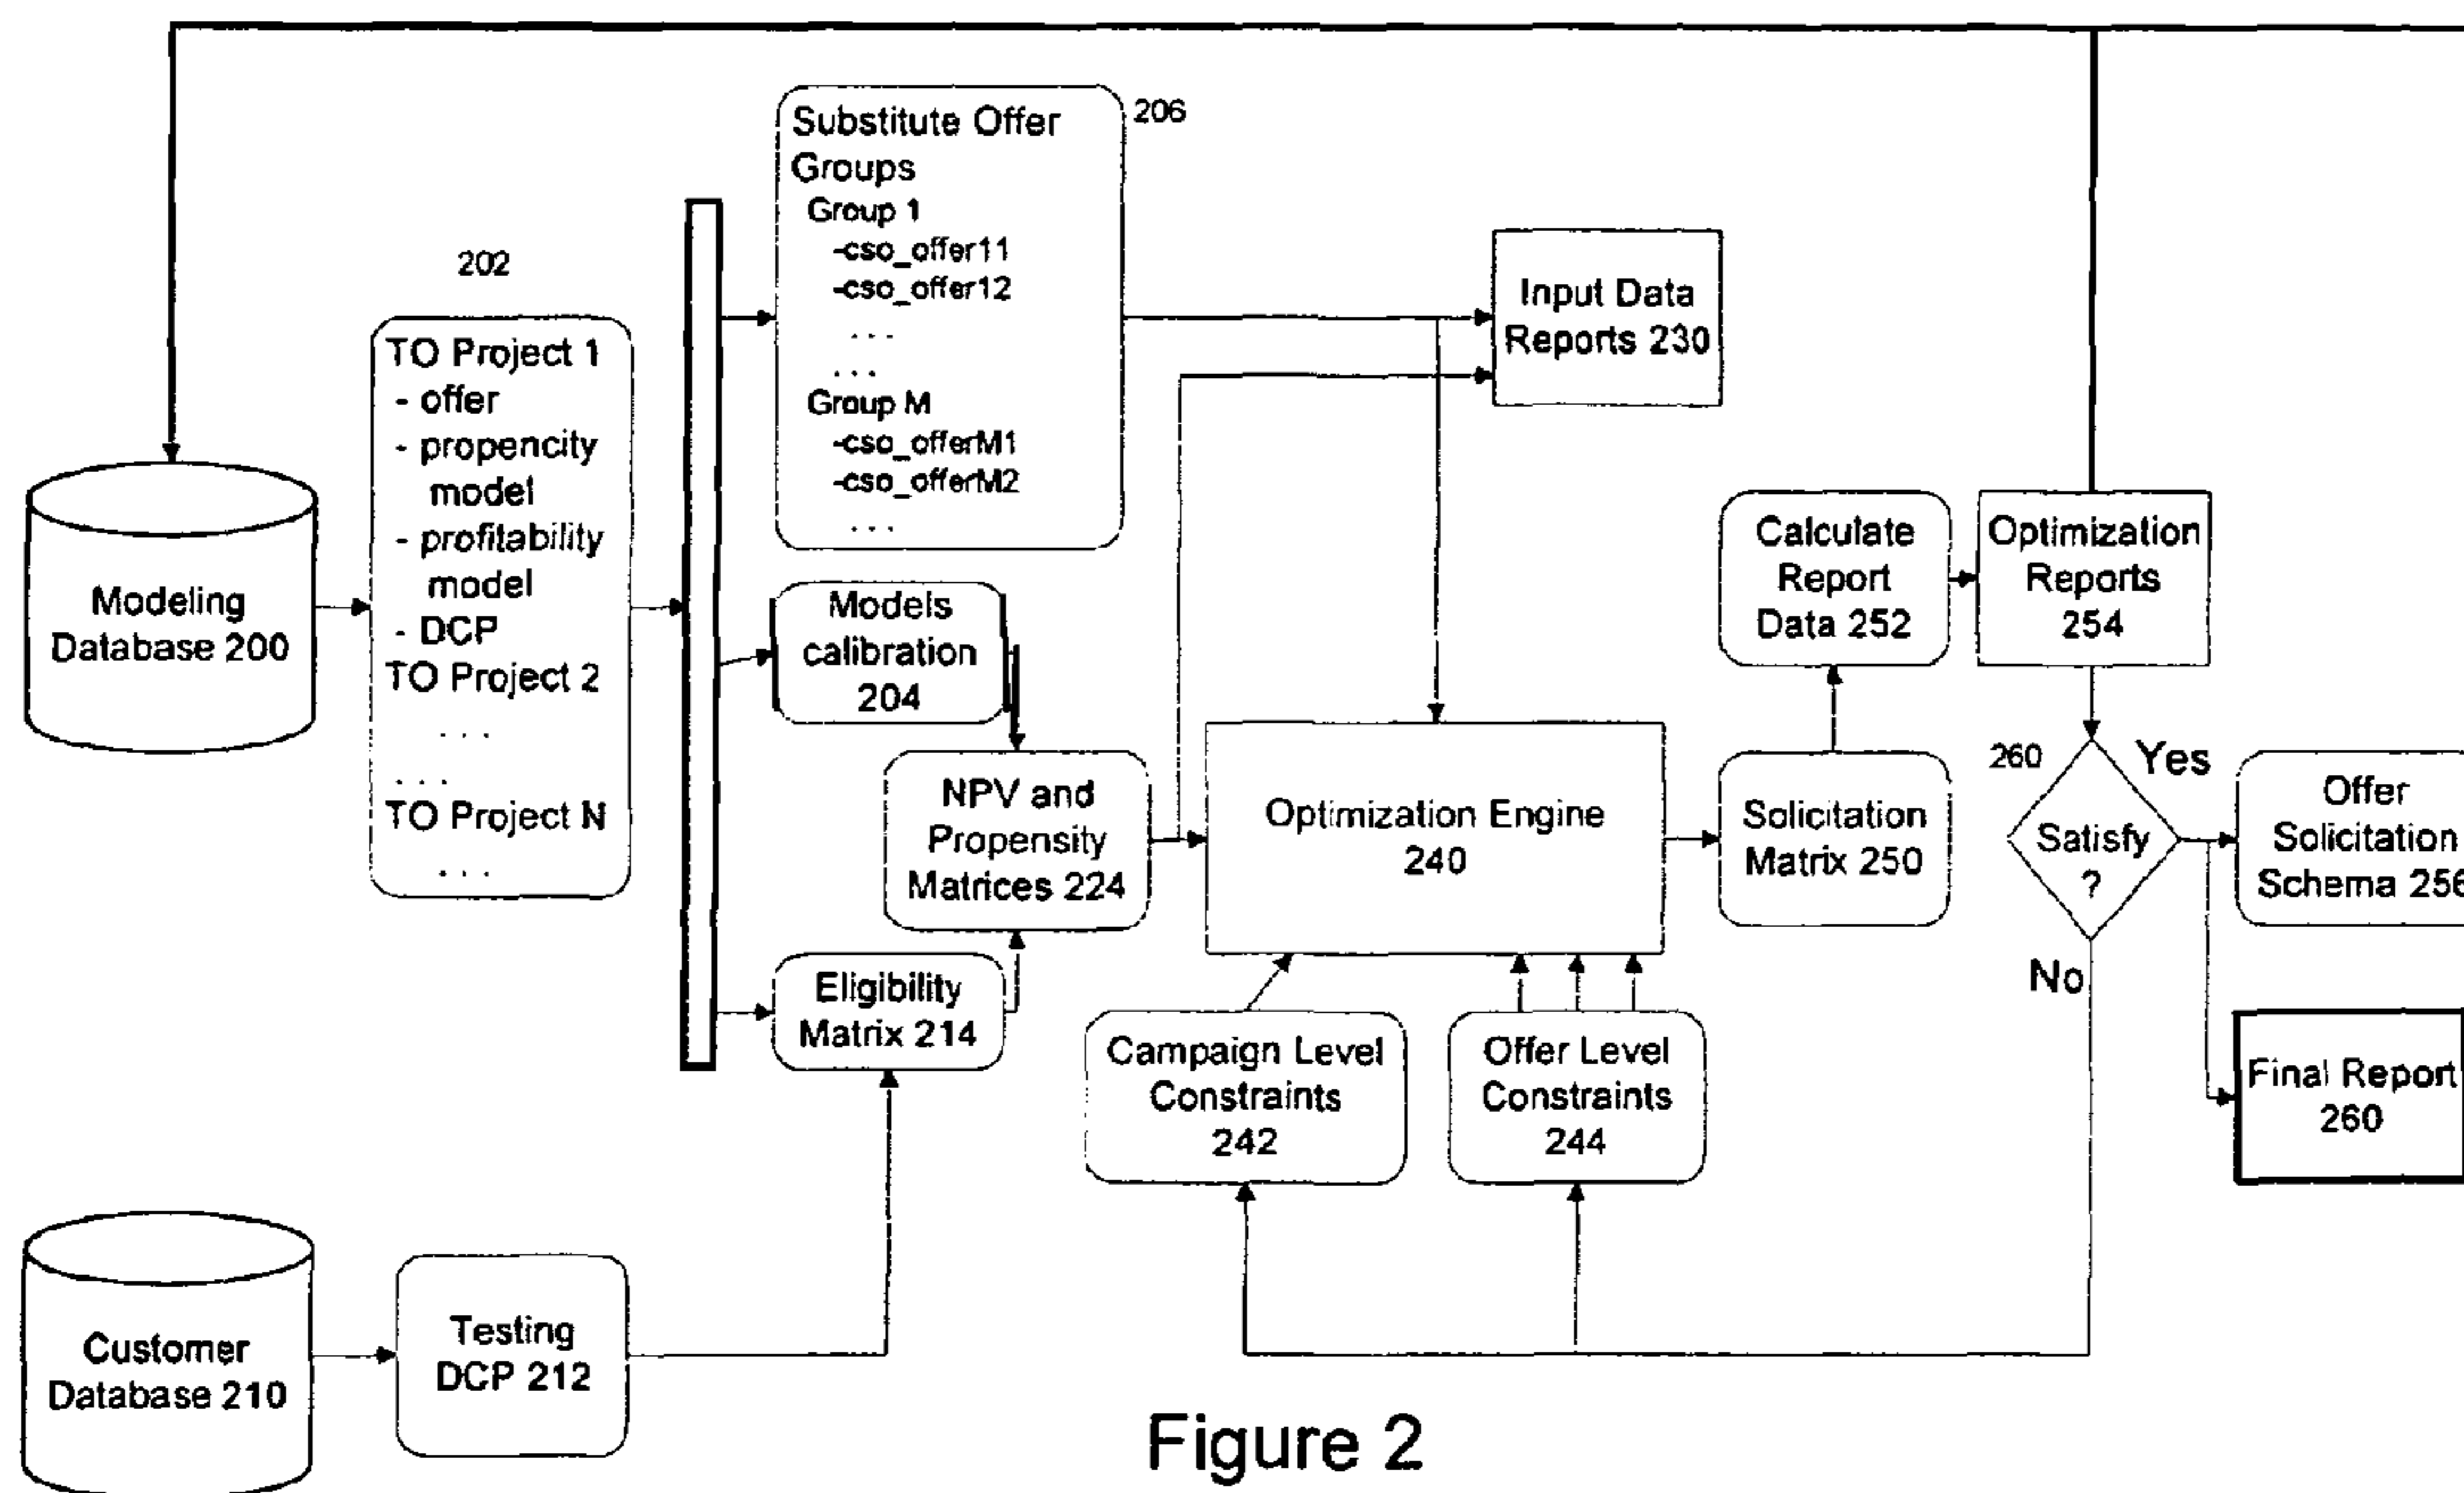 206
Substitute Offer
Groups
Group 1
-cso_offer11
-cso_offer12
. . .
. . .
Group M
-cso_offerM1
-cso_offerM2
. . .
202
TO Project 1
- offer
- propencity
model
- profitability
model
- DCP
TO Project 2
. . .
. . .
TO Project N
. . .
Modeling
Database 200
Input Data
Reports 230
Models
calibration
204
NPV and
Propensity
Matrices 224
Eligibility
Matrix 214
Optimization Engine
240
Campaign Level
Constraints
242
Offer Level
Constraints
244
Solicitation
Matrix 250
Calculate
Report
Data 252
Optimization
Reports
254
260
Satisfy
?
Yes
No
Offer
Solicitation
Schema 256
Final Report
260
Customer
Database 210
Testing
DCP 212
Figure 2